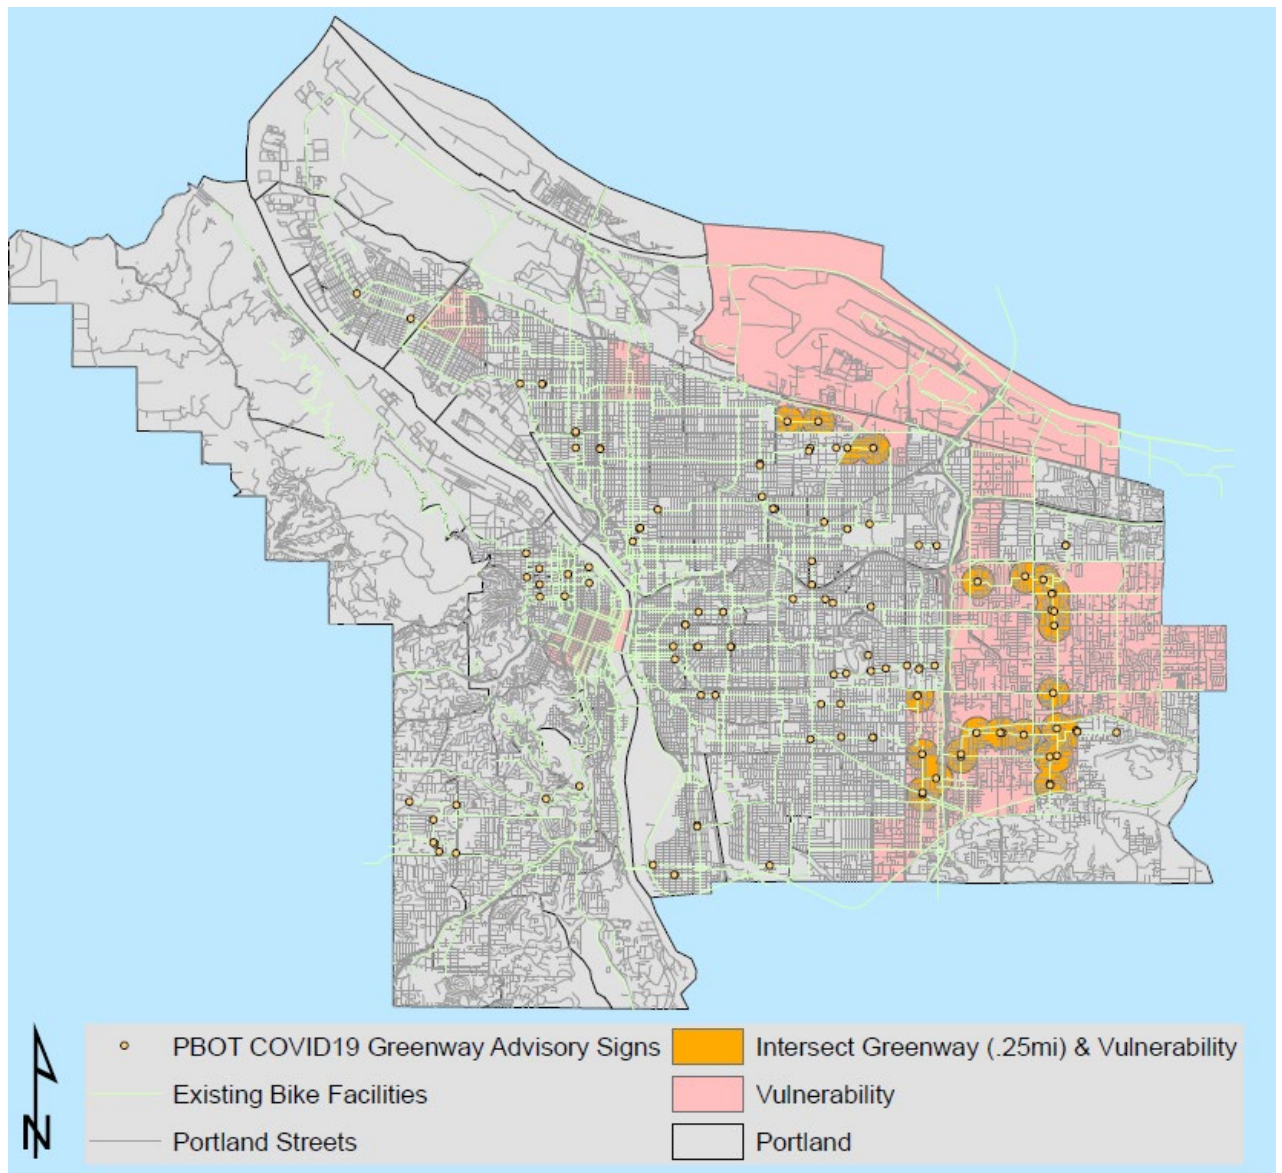 PBOT COVID19 Greenway Advisory Signs
Existing Bike Facilities
Portland Streets
Intersect Greenway (.25mi) & Vulnerability
Vulnerability
Portland
N